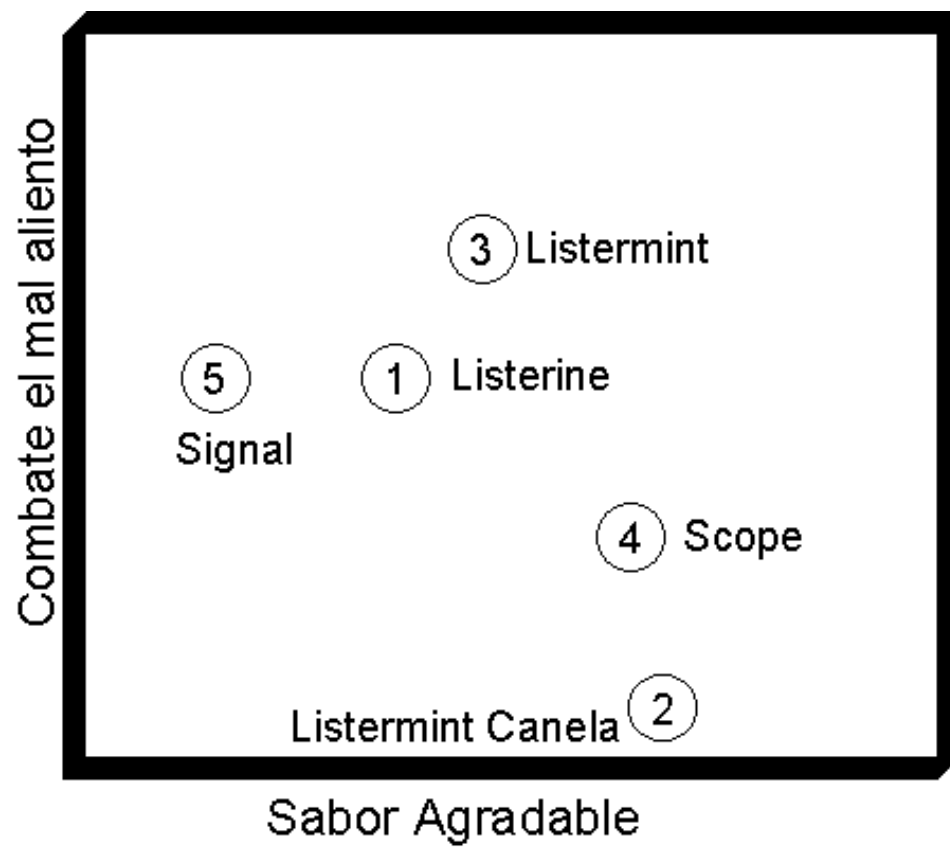 Combate el mal aliento
3 Listermint
5
1 Listerine
Signal
4 Scope
Listermint Canela 2
Sabor Agradable